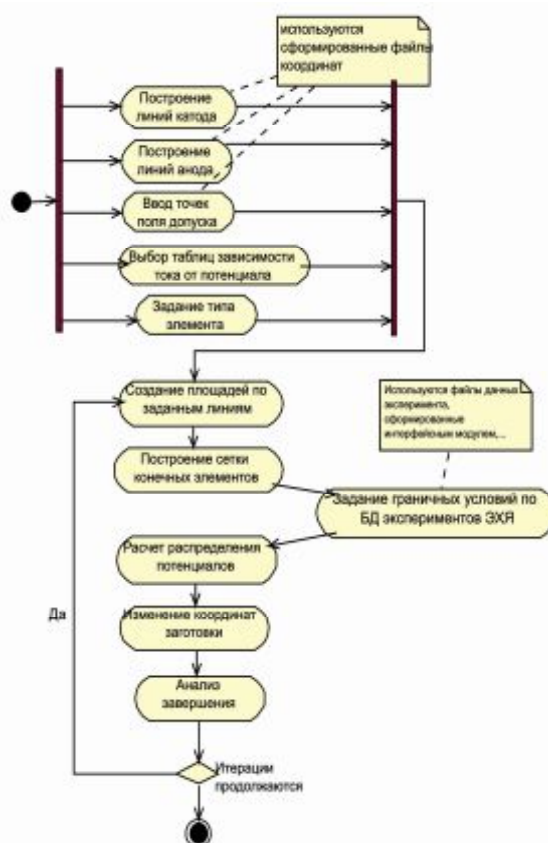 используются
сформированные файлы
координат
Построение
линий катода
Построение
линий анода
Ввод точек
поля допуска
Выбор таблиц зависимости
тока от потенциала
Задание типа
элемента
Создание площадей по
заданным линиям
Используются файлы данных
эксперимента,
сформированные
интерфейсным модулем,...
Построение сетки
конечных элементов
Задание граничных условий по
БД экспериментов ЭХЯ
Расчет распределения
потенциалов
Да
Изменение координат
заготовки
Анализ
завершения
Итерации
продолжаются